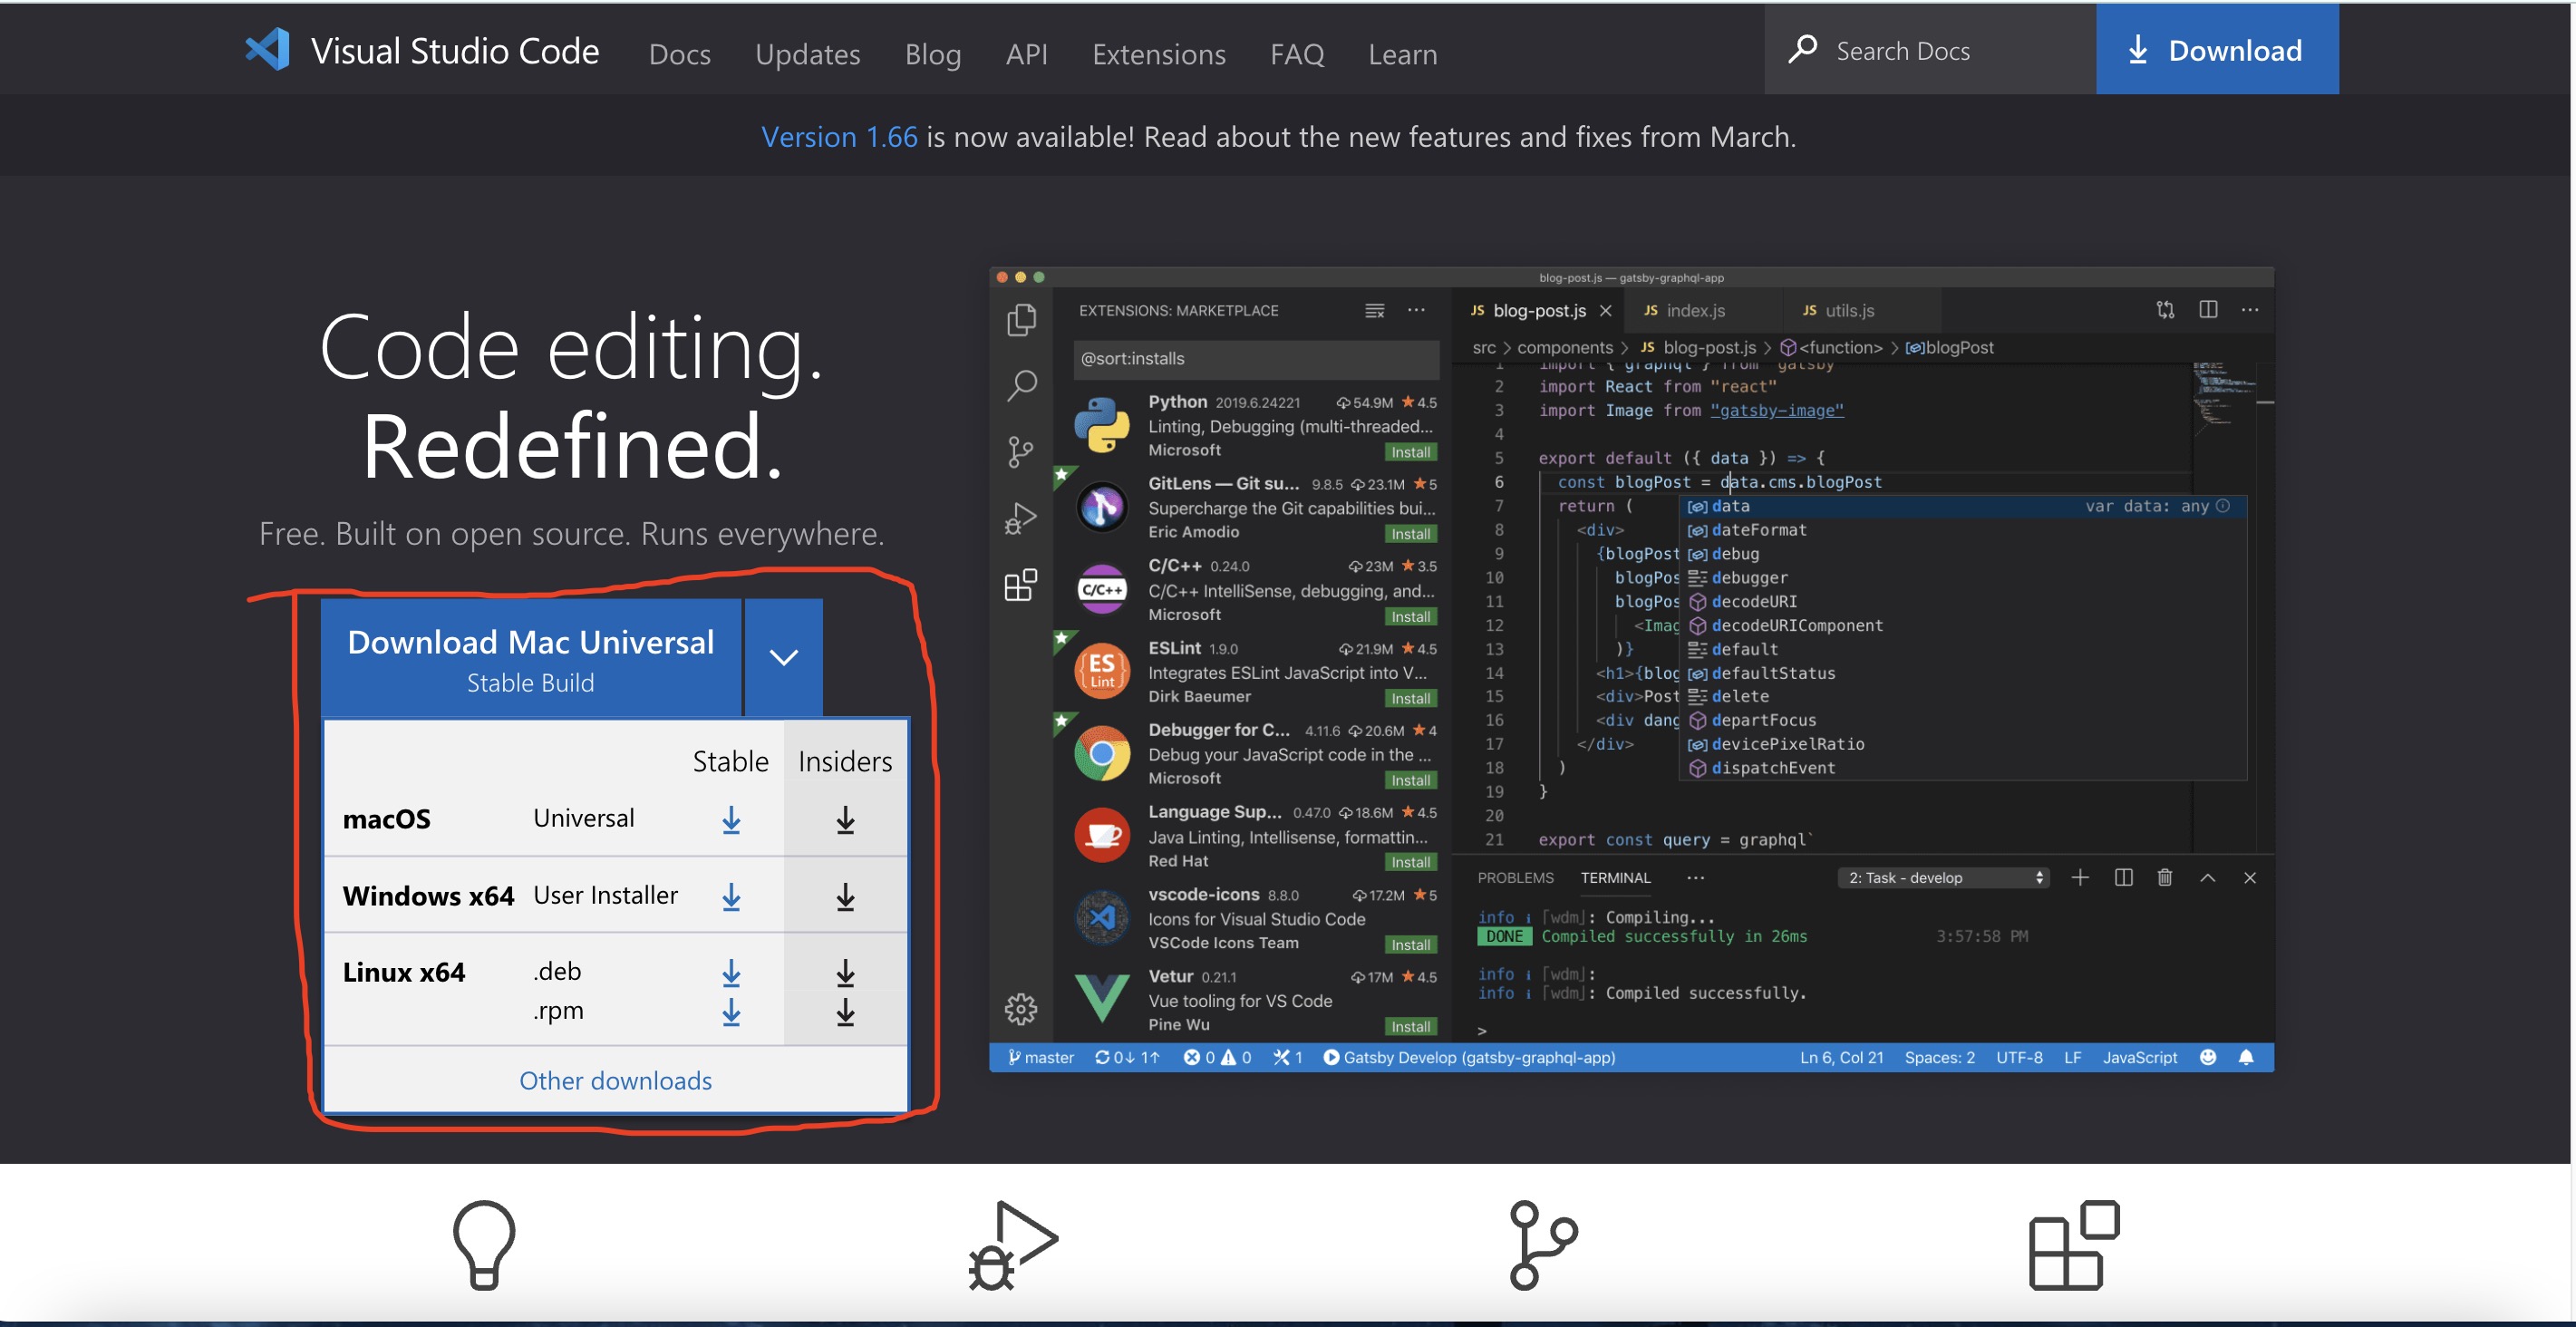 Visual Studio Code Docs Updates Blog API Extensions FAQ Learn Search Docs Download
Version 1.66 is now available! Read about the new features and fixes from March.
Code editing.
Redefined.
Free. Built on open source. Runs everywhere.
Download Mac Universal
Stable Build
Stable Insiders
macOS Universal
Windows x64 User Installer
Linux x64 .deb
.rpm
Other downloads
blog-post.js — gatsby-graphql-app
EXTENSIONS: MARKETPLACE
@sort:installs
Python 2019.6.24221 54.9M 4.5
Linting, Debugging (multi-threaded...
Microsoft Install
GitLens — Git su... 9.8.5 23.1M 5
Supercharge the Git capabilities bui...
Eric Amodio Install
C/C++
C/C++ 0.24.0 23M 3.5
C/C++ IntelliSense, debugging, and...
Microsoft Install
ES
Lint
ESLint 1.9.0 21.9M 4.5
Integrates ESLint JavaScript into V...
Dirk Baeumer Install
Debugger for C... 4.11.6 20.6M 4
Debug your JavaScript code in the ...
Microsoft Install
Language Sup... 0.47.0 18.6M 4.5
Java Linting, Intellisense, formattin...
Red Hat Install
vscode-icons 8.8.0 17.2M 5
Icons for Visual Studio Code
VSCode Icons Team Install
Vetur 0.21.1 17M 4.5
Vue tooling for VS Code
Pine Wu Install
JS blog-post.js JS index.js JS utils.js
src > components > JS blog-post.js > <function> > blogPost
1 import { graphql } from "gatsby"
2 import React from "react"
3 import Image from "gatsby-image"
4
5 export default ({ data }) => {
6 const blogPost = data.cms.blogPost
7 return (
8 <div>
9 {blogPost
10 blogPos
11 blogPos
12 <Imag
13 )}
14 <h1>{blog
15 <div>Post
16 <div dang
17 </div>
18 )
19 }
20
21 export const query = graphql`
data var data: any
dateFormat
debug
debugger
decodeURI
decodeURIComponent
default
defaultStatus
delete
departFocus
devicePixelRatio
dispatchEvent
PROBLEMS TERMINAL ... 2: Task - develop
info i [wdm]: Compiling...
DONE Compiled successfully in 26ms 3:57:58 PM
info i [wdm]:
info i [wdm]: Compiled successfully.
>
master 0↓ 1↑ 0 0 1 Gatsby Develop (gatsby-graphql-app) Ln 6, Col 21 Spaces: 2 UTF-8 LF JavaScript